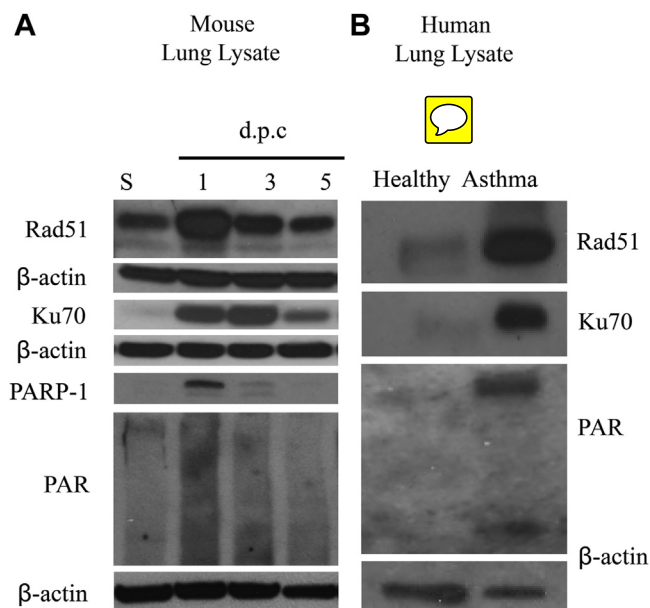 A
Mouse
Lung Lysate
d.p.c
S 1 3 5
Rad51
β-actin
Ku70
β-actin
PARP-1
PAR
β-actin
B
Human
Lung Lysate
Healthy Asthma
Rad51
Ku70
PAR
β-actin